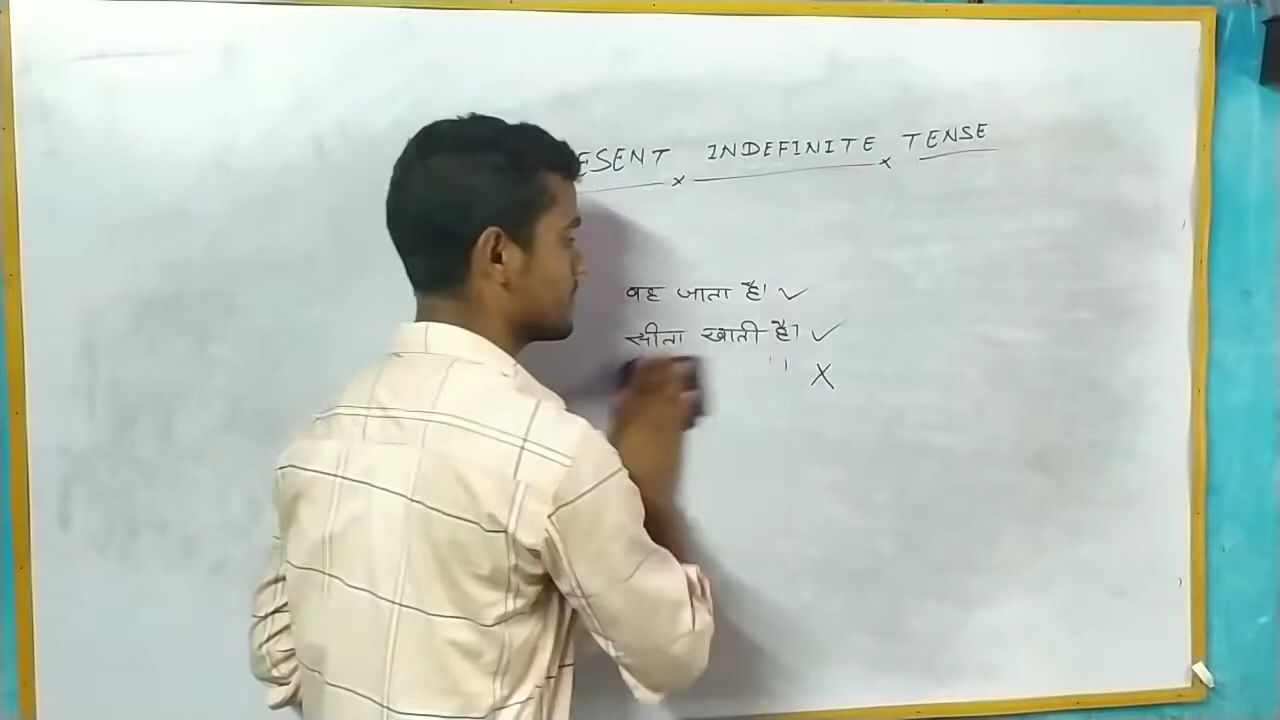 ESENT INDEFINITE TENSE
वह जाता है। ✓
सीता खाती है। ✓
X